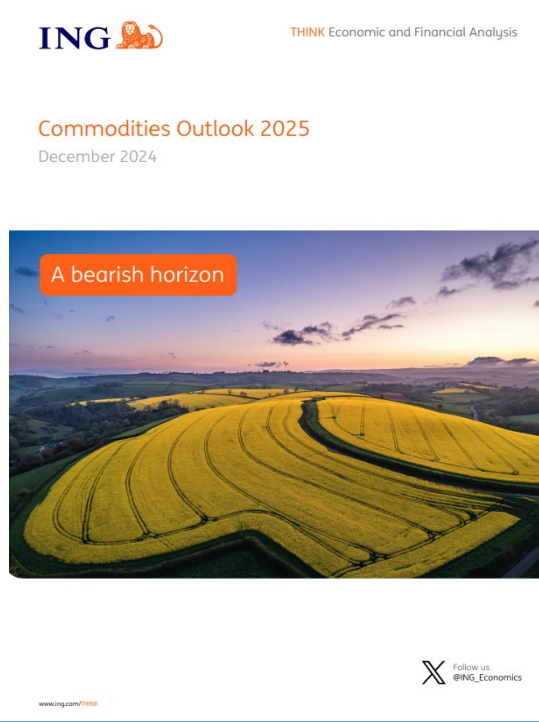 ING
THINK Economic and Financial Analysis
Commodities Outlook 2025
December 2024
A bearish horizon
Follow us
@ING_Economics
www.ing.com/THINK